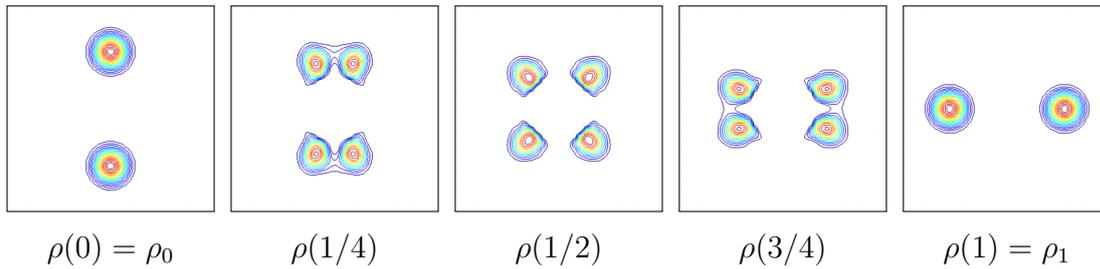 ρ(0) = ρ₀ ρ(1/4) ρ(1/2) ρ(3/4) ρ(1) = ρ₁